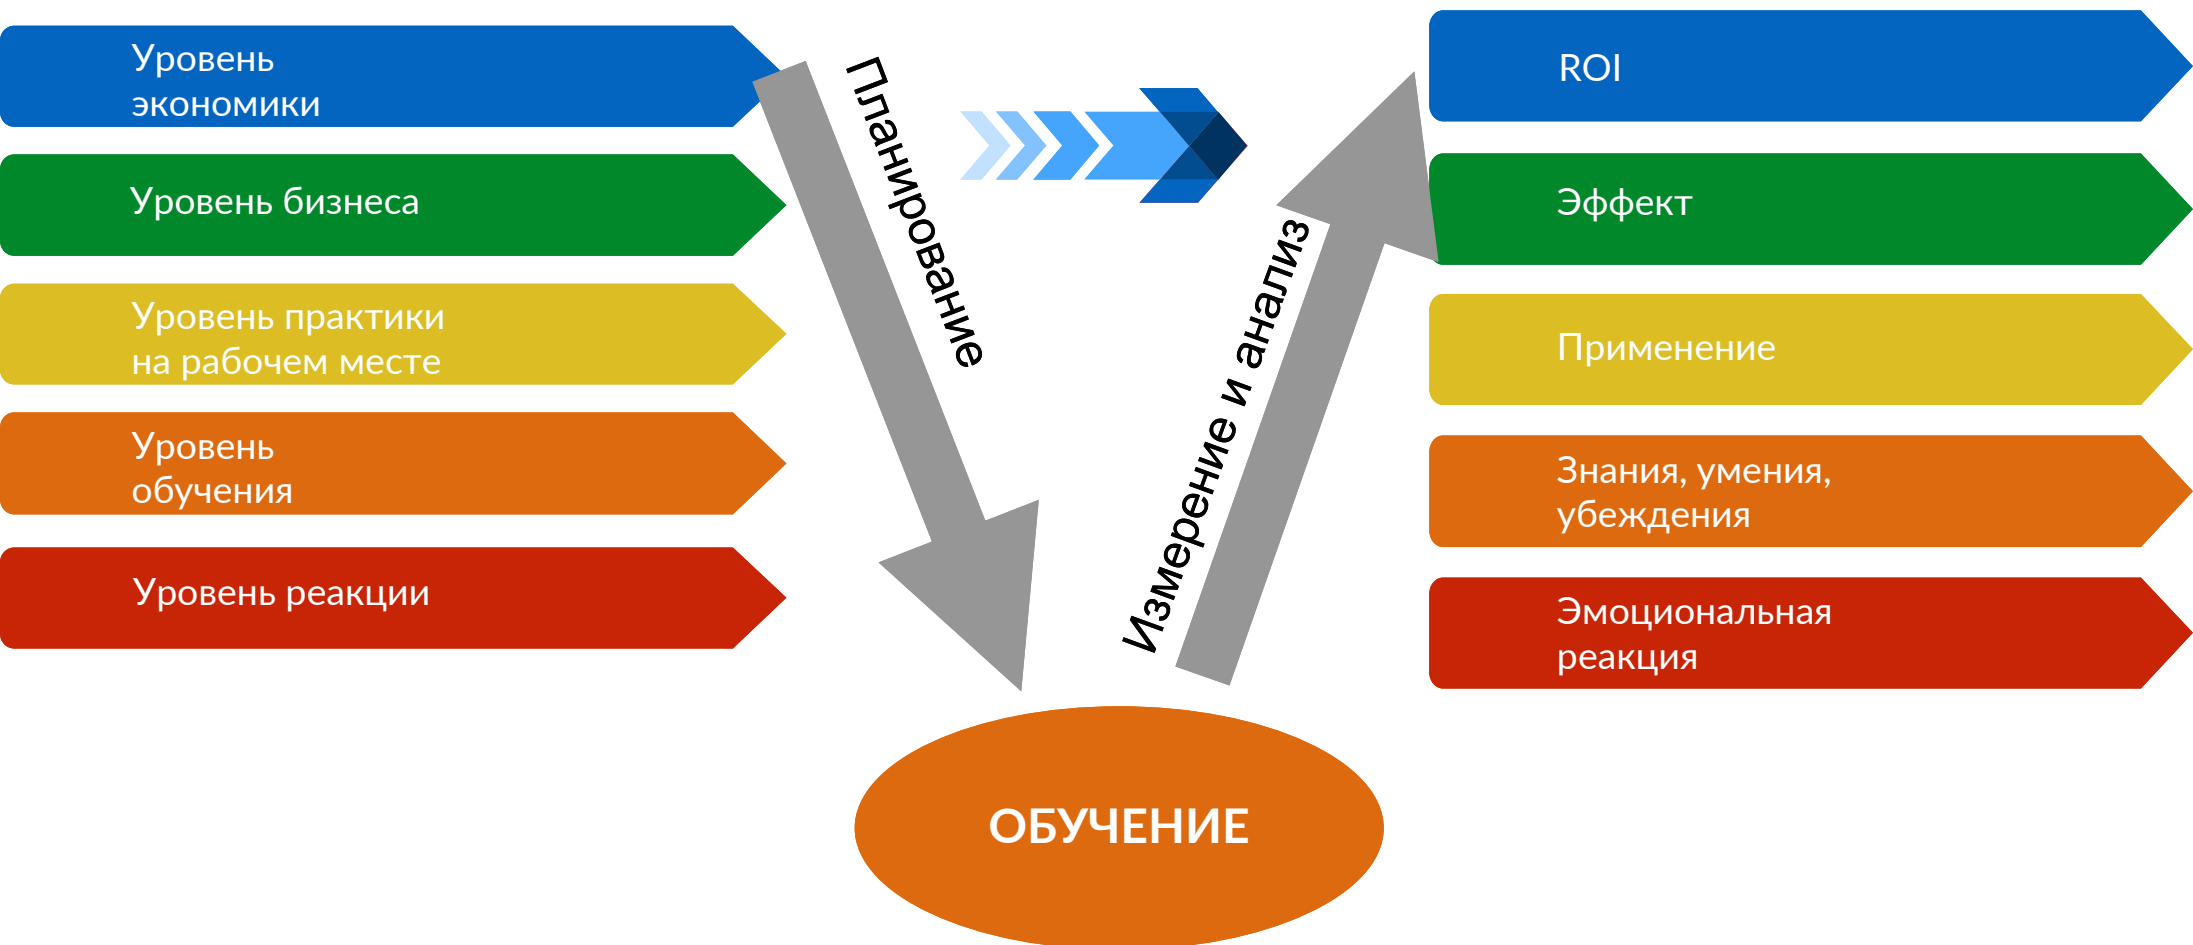 Уровень
экономики
Уровень бизнеса
Уровень практики
на рабочем месте
Уровень
обучения
Уровень реакции
Планирование
Измерение и анализ
ROI
Эффект
Применение
Знания, умения,
убеждения
Эмоциональная
реакция
ОБУЧЕНИЕ